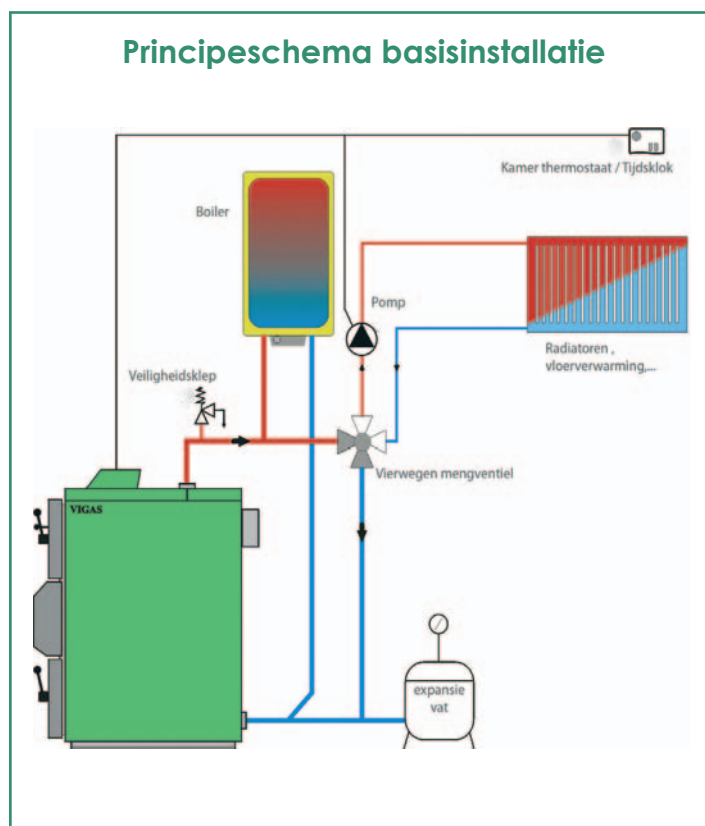 Principeschema basisinstallatie
Kamer thermostaat / Tijdsklok
Boiler
Pomp
Radiatoren ,
vloerverwarming,...
Veiligheidsklep
Vierwegen mengventiel
VIGAS
expansie
vat